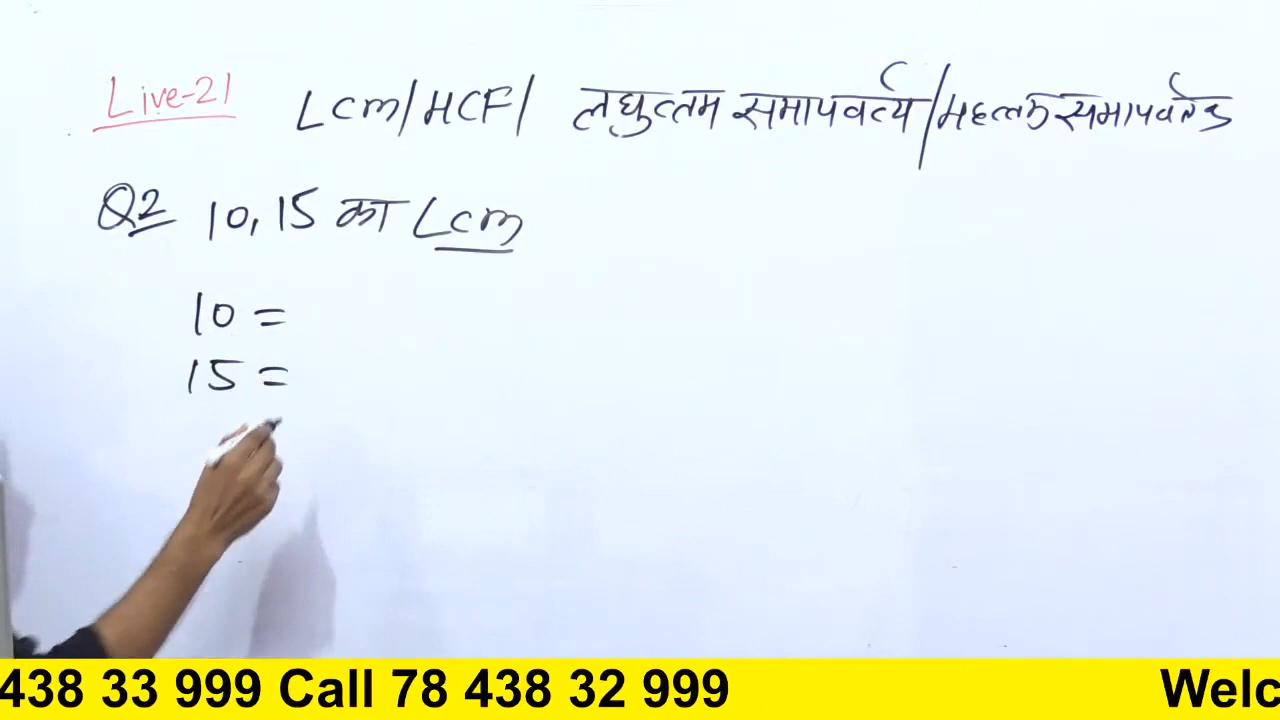 Live-21 Lcm/HCF/ लघुत्तम समापवर्त्य/महत्तम समापवर्तक
Q2 10, 15 का Lcm
10 =
15 =
438 33 999 Call 78 438 32 999 Welc